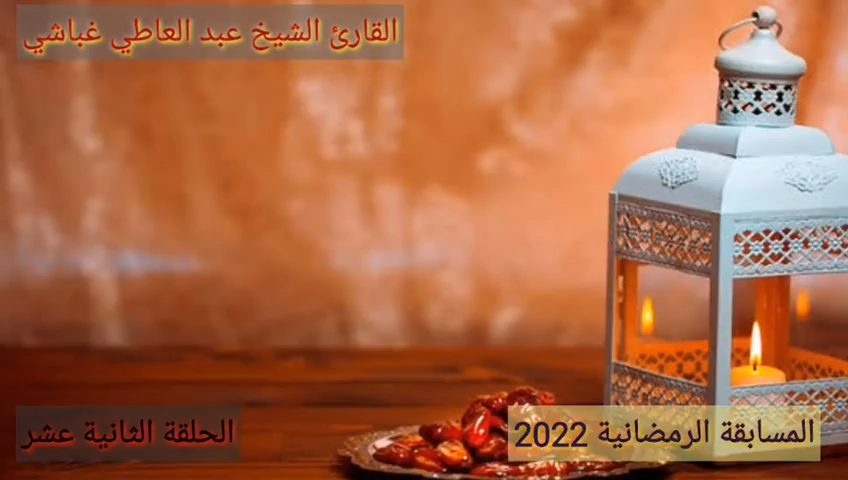 القارئ الشيخ عبد العاطي غباشي
المسابقة الرمضانية 2022
الحلقة الثانية عشر